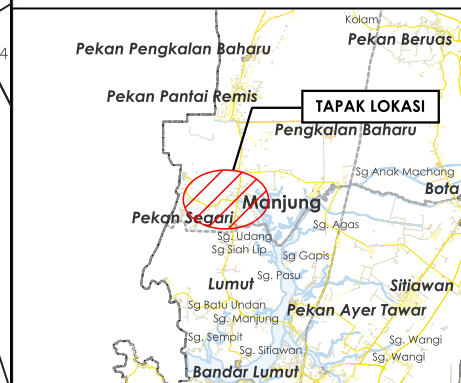 Kolam
Pekan Beruas
Pekan Pengkalan Baharu
4
Pekan Pantai Remis
TAPAK LOKASI
Pengkalan Baharu
Sg Anak Machang
Bota
Manjung
Pekan Segari
Sg. Agas
Sg. Udang
Sg Siah Lip
Sg Gapis
Sg. Pasu
Lumut
Sitiawan
Sg Batu Undan
Pekan Ayer Tawar
Sg. Manjung
Sg. Sempit
Sg. Wangi
Sg. Sitiawan
Sg. Wangi
Bandar Lumut